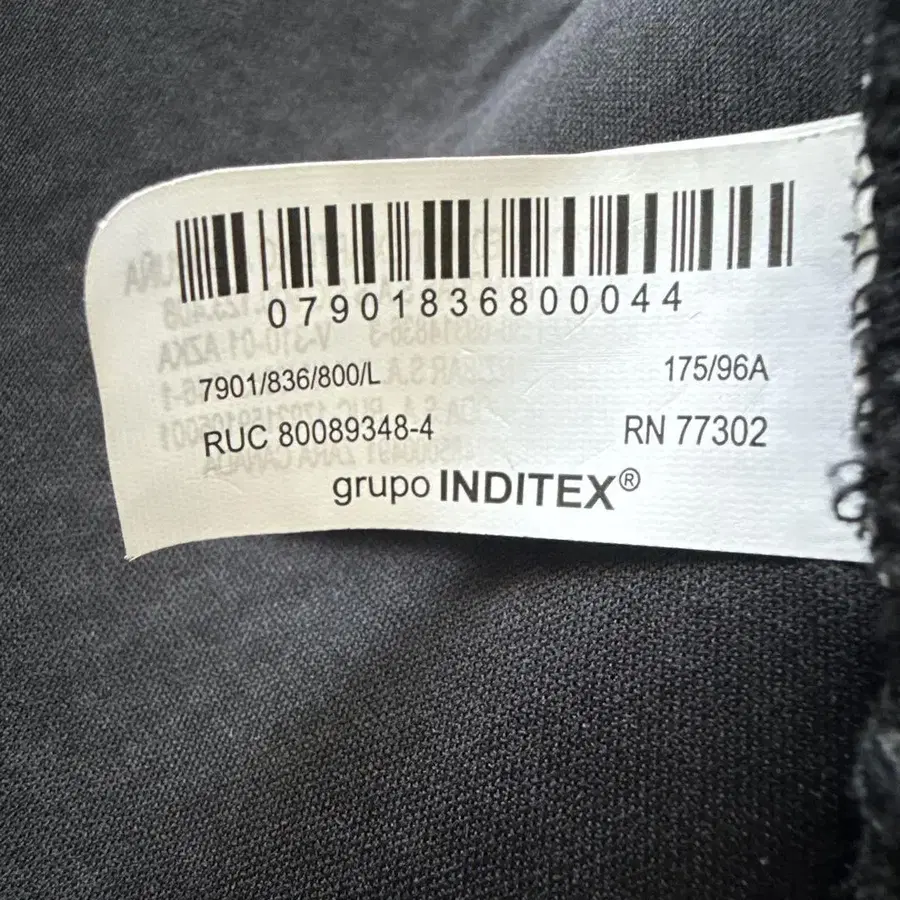 07901836800044
7901/836/800/L 175/96A
RUC 80089348-4 RN 77302
grupo INDITEX®